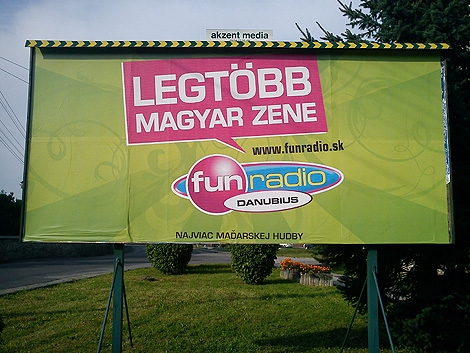 akzent media
LEGTÖBB
MAGYAR ZENE
www.funradio.sk
fun radio
DANUBIUS
NAJVIAC MAĎARSKEJ HUDBY